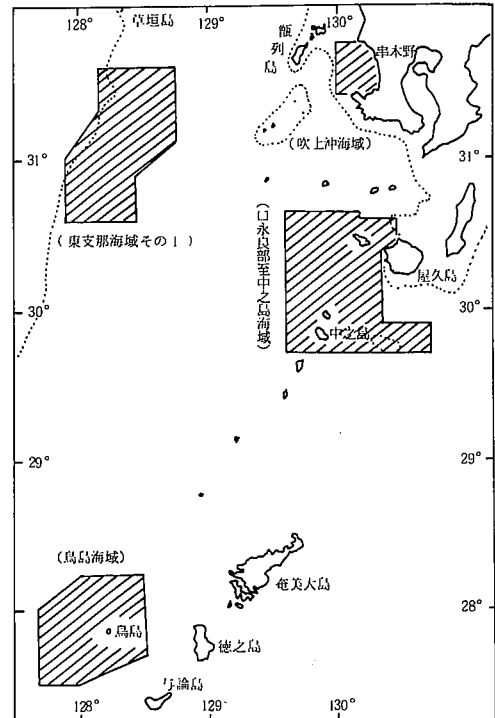 128°
129°
130°
草垣島
甑列島
串木野
31°
31°
(吹上沖海域)
(東支那海域その1)
(口永良部至中之島海域)
屋久島
30°
30°
中之島
29°
29°
(鳥島海域)
奄美大島
28°
鳥島
徳之島
与論島
128°
129°
130°